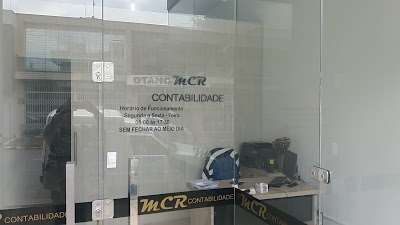 MCR
CONTABILIDADE
Horário de Funcionamento
Segunda a Sexta - Feira
SEM FECHAR AO MEIO DIA
MCR CONTABILIDADE
MCR
CONTABILIDADE